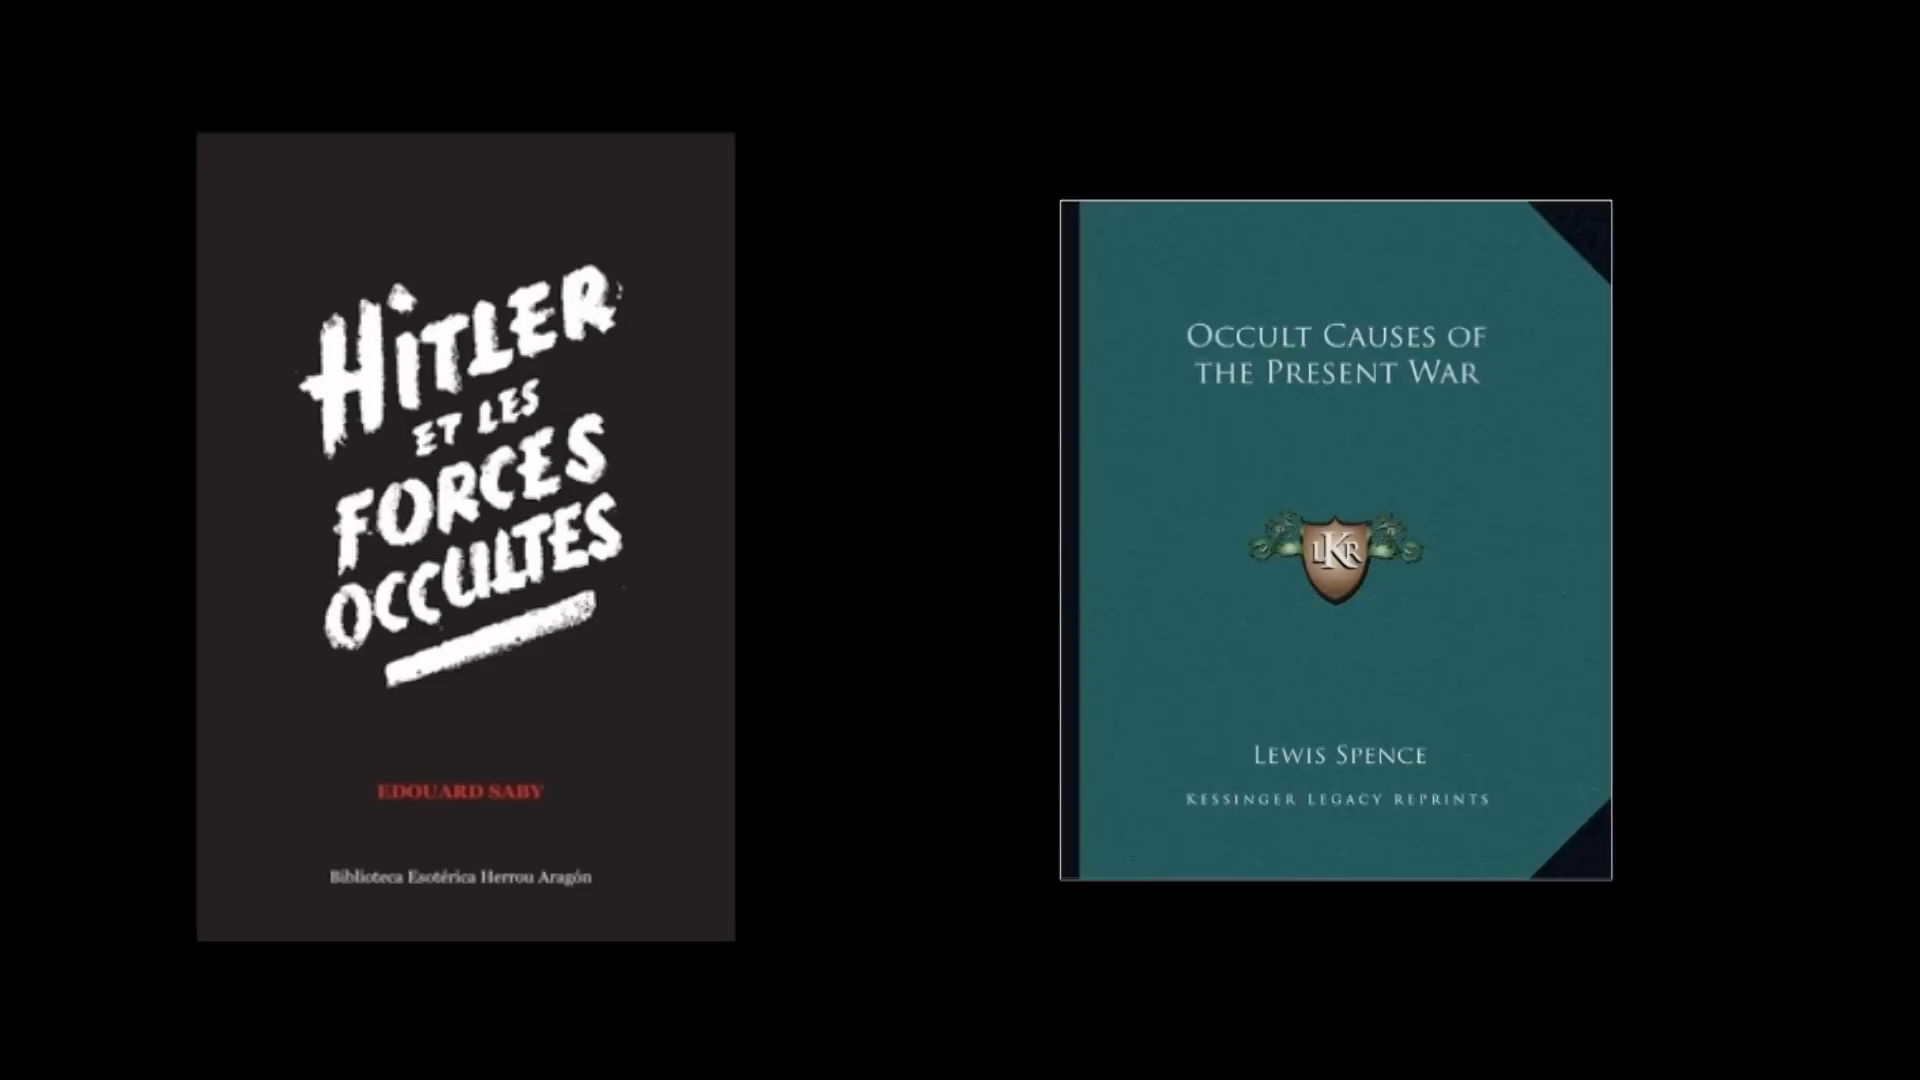 HiTLER
ET LES
FORCES
OCCULTES
EDOUARD SABY
Biblioteca Esotérica Herrou Aragón
OCCULT CAUSES OF
THE PRESENT WAR
LKR
LEWIS SPENCE
KESSINGER LEGACY REPRINTS